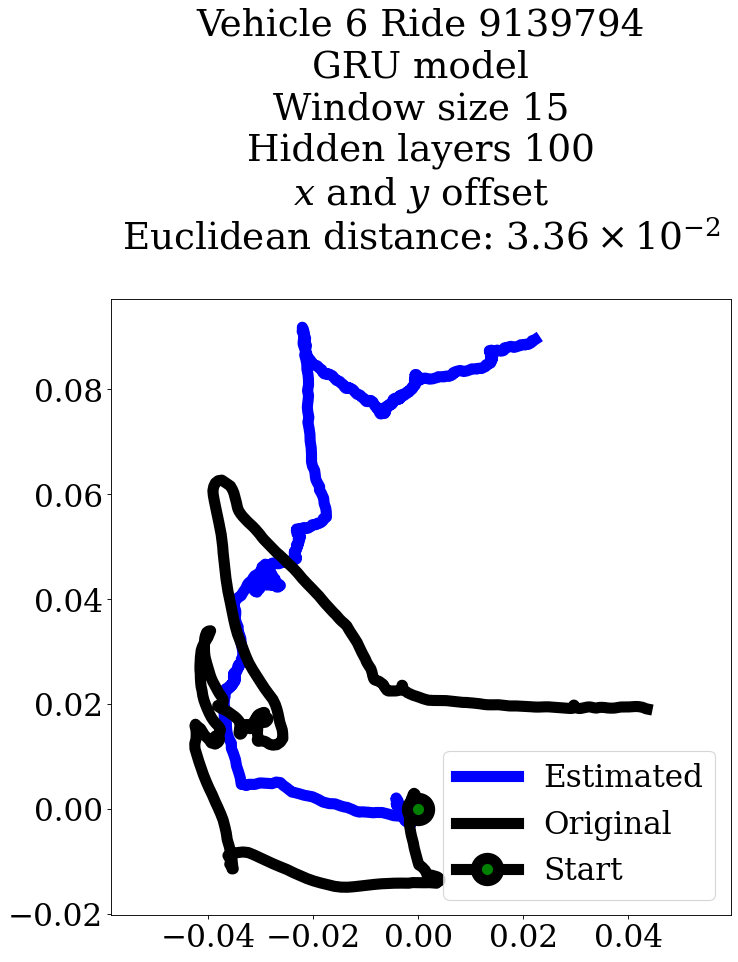 Vehicle 6 Ride 9139794
GRU model
Window size 15
Hidden layers 100
x and y offset
Euclidean distance: 3.36 × 10⁻²
0.08
0.06
0.04
0.02
0.00
−0.02
Estimated
Original
Start
−0.04 −0.02 0.00 0.02 0.04